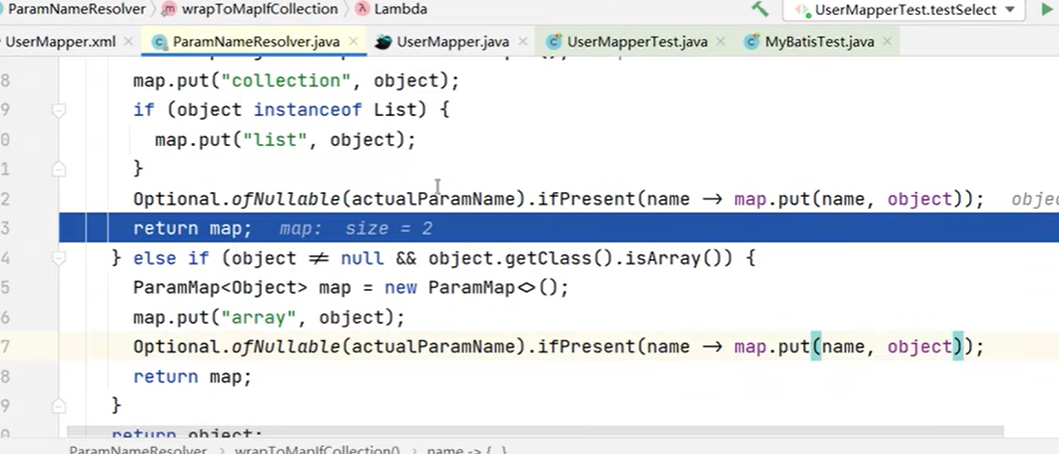 ParamNameResolver > wrapToMapIfCollection > Lambda UserMapperTest.testSelect
UserMapper.xml ParamNameResolver.java UserMapper.java UserMapperTest.java MyBatisTest.java
8 map.put("collection", object);
9 if (object instanceof List) {
0 map.put("list", object);
1 }
2 Optional.ofNullable(actualParamName).ifPresent(name → map.put(name, object)); objec
3 return map; map: size = 2
4 } else if (object ≠ null && object.getClass().isArray()) {
5 ParamMap<Object> map = new ParamMap<>();
6 map.put("array", object);
7 Optional.ofNullable(actualParamName).ifPresent(name → map.put(name, object));
8 return map;
9 }
0 return object;
ParamNameResolver > wrapToMapIfCollection() > name -> {...}